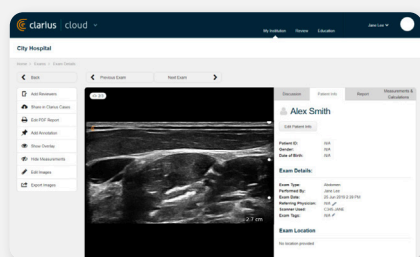 clarius cloud
My Institution Review Education
Jane Lee
City Hospital
Home > Exams > Exam Details
Back
Previous Exam
Next Exam
Add Reviewers
Share in Clarius Cases
Edit PDF Report
Add Annotation
Show Overlay
Hide Measurements
Edit Images
Export Images
2.7 cm
Discussion
Patient Info
Report
Measurements & Calculations
Alex Smith
Edit Patient Info
Patient ID: N/A
Gender: N/A
Date of Birth: N/A
Exam Details:
Exam Type: Abdomen
Performed By: Jane Lee
Exam Date:
Referring Physician: N/A
Scanner Used:
Exam Tags: N/A
Exam Location
No location provided